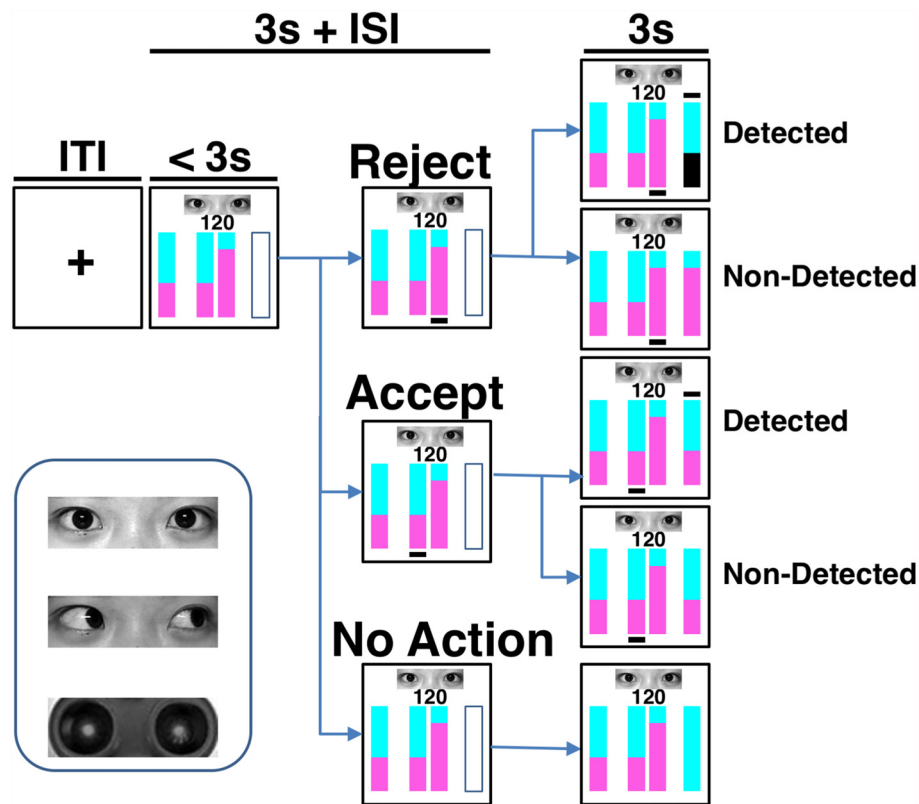 3s + ISI
3s
ITI
< 3s
Reject
120
Detected
+
120
120
120
Non-Detected
Accept
120
120
Detected
120
Non-Detected
No Action
120
120